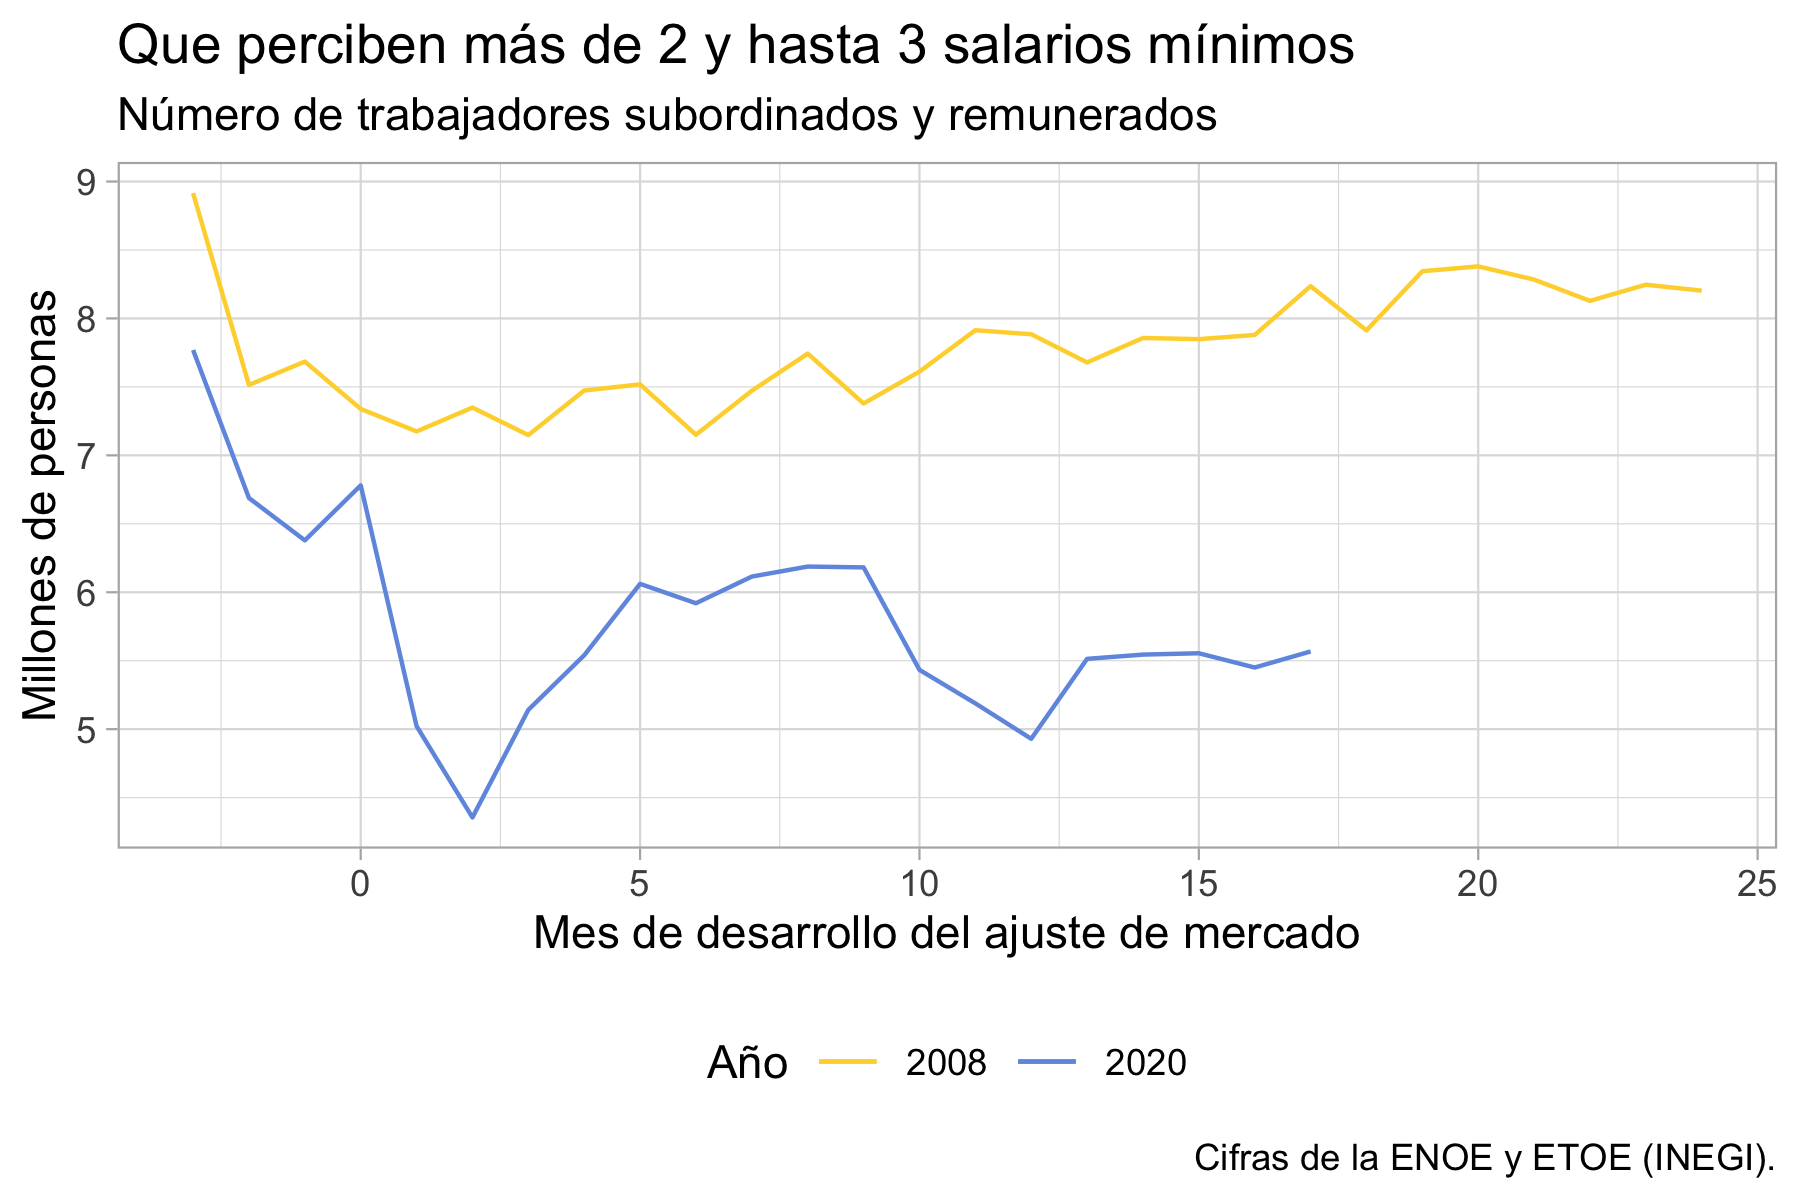 Que perciben más de 2 y hasta 3 salarios mínimos
Número de trabajadores subordinados y remunerados
Millones de personas
9
8
7
6
5
0 5 10 15 20 25
Mes de desarrollo del ajuste de mercado
Año 2008 2020
Cifras de la ENOE y ETOE (INEGI).